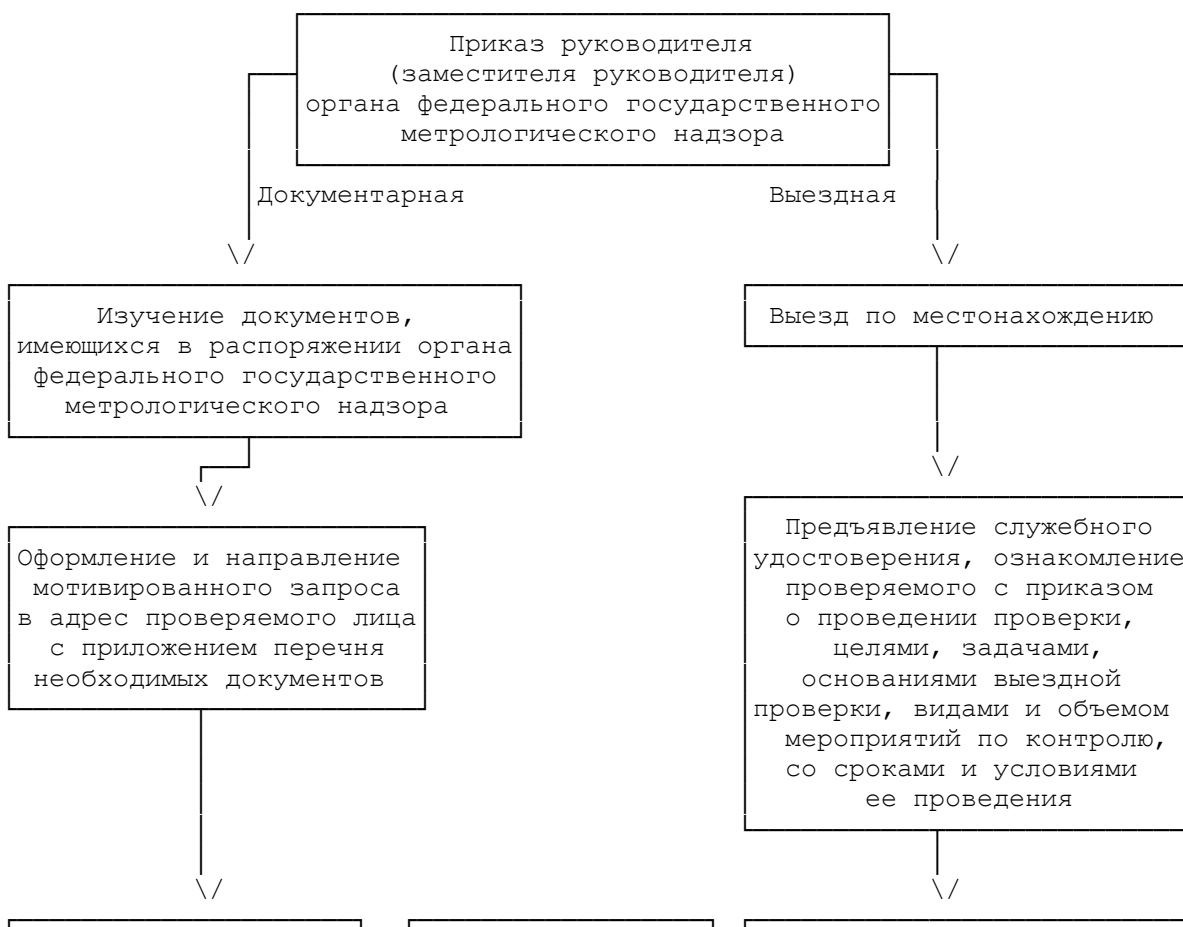 Приказ руководителя
(заместителя руководителя)
органа федерального государственного
метрологического надзора
Документарная
Выездная
Изучение документов,
имеющихся в распоряжении органа
федерального государственного
метрологического надзора
Выезд по местонахождению
Оформление и направление
мотивированного запроса
в адрес проверяемого лица
с приложением перечня
необходимых документов
Предъявление служебного
удостоверения, ознакомление
проверяемого с приказом
о проведении проверки,
целями, задачами,
основаниями выездной
проверки, видами и объемом
мероприятий по контролю,
со сроками и условиями
ее проведения